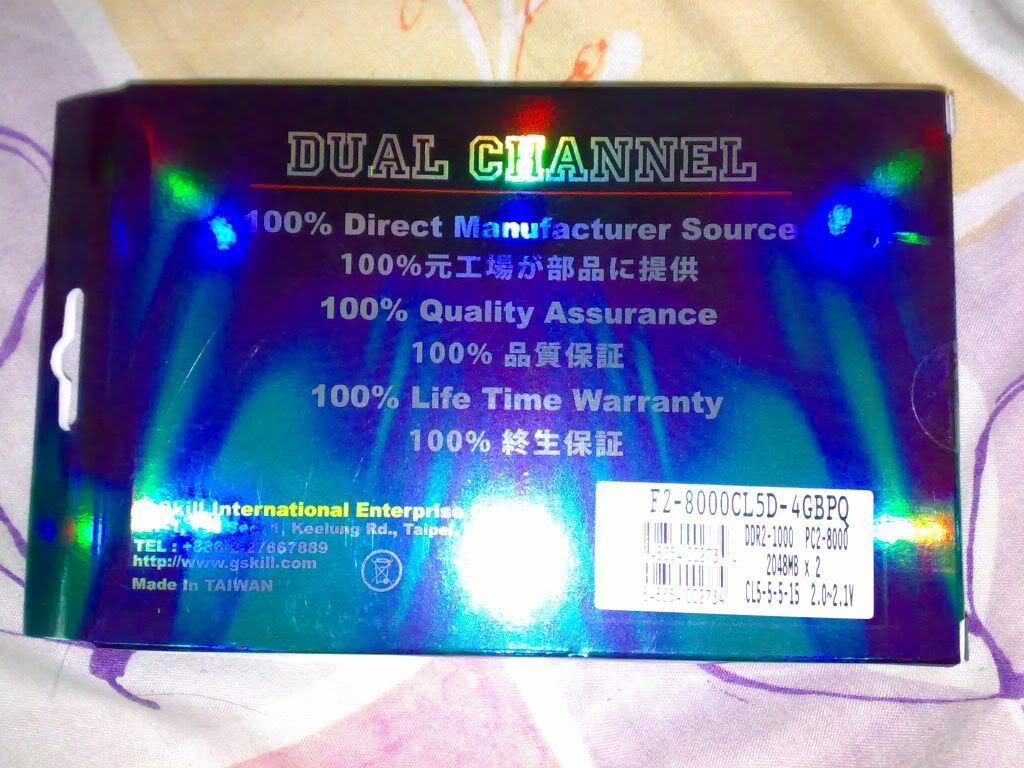 DUAL CHANNEL
100% Direct Manufacturer Source
100%元工場が部品に提供
100% Quality Assurance
100% 品質保証
100% Life Time Warranty
100% 終生保証
Skill International Enterprise
1, Keelung Rd., Taipei,
TEL : 27667889
http://www.gskill.com
Made In TAIWAN
F2-8000CL5D-4GBPQ
DDR2-1000 PC2-8000
2048MB x 2
CL5-5-5-15 2.0~2.1V